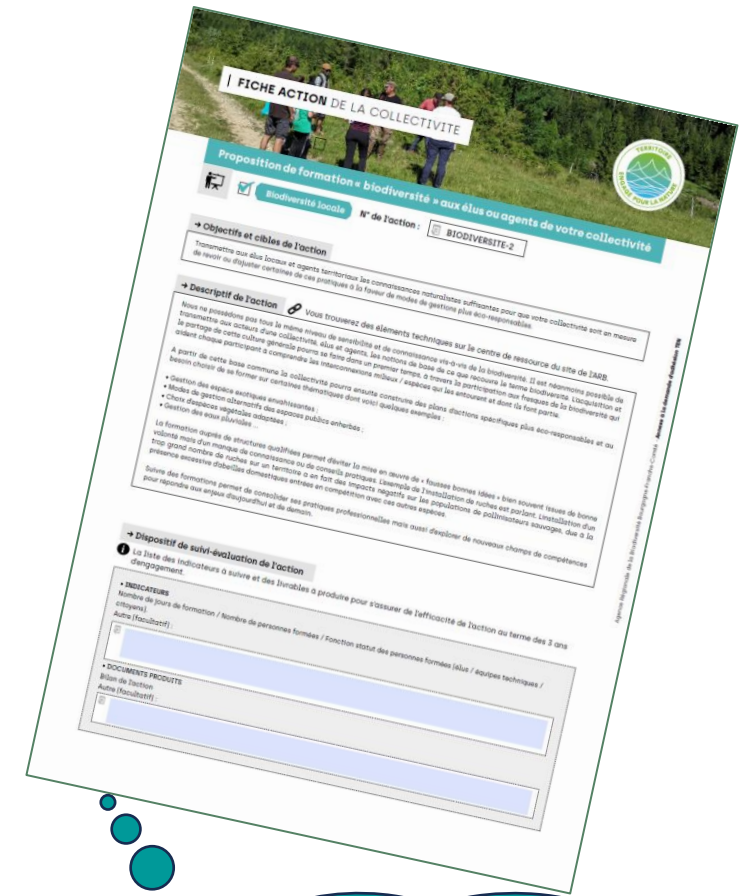 | FICHE ACTION DE LA COLLECTIVITE
TERRITOIRE
ENGAGÉ POUR LA NATURE
Proposition de formation « biodiversité » aux élus ou agents de votre collectivité
Biodiversité locale
N° de l'action :
BIODIVERSITE-2
→ Objectifs et cibles de l'action
Transmettre aux élus locaux et agents territoriaux les connaissances naturalistes suffisantes pour que votre collectivité soit en mesure
de revoir ou d'ajuster certaines de ces pratiques à la faveur de modes de gestions plus éco-responsables.
→ Descriptif de l'action
Vous trouverez des éléments techniques sur le centre de ressource du site de l'ARB.
Nous ne possédons pas tous le même niveau de sensibilité et de connaissance vis-à-vis de la biodiversité. Il est néanmoins possible de
transmettre aux acteurs d'une collectivité, élus et agents, les notions de base de ce que recouvre le terme biodiversité. L'acquisition et
le partage de cette culture générale pourra se faire dans un premier temps, à travers la participation aux fresques de la biodiversité qui
aident chaque participant à comprendre les interconnexions milieux / espèces qui les entourent et dont ils font partie.
A partir de cette base commune la collectivité pourra ensuite construire des plans d'actions spécifiques plus éco-responsables et au
besoin choisir de se former sur certaines thématiques dont voici quelques exemples :
• Gestion des espèce exotiques envahissantes ;
• Modes de gestion alternatifs des espaces publics enherbés ;
• Choix d'espèces végétales adaptées ;
• Gestion des eaux pluviales ...
La formation auprès de structures qualifiées permet d'éviter la mise en œuvre de « fausses bonnes idées » bien souvent issues de bonne
volonté mais d'un manque de connaissance ou de conseils pratiques. L'exemple de l'installation de ruches est parlant. L'installation d'un
trop grand nombre de ruches sur un territoire a en fait des impacts négatifs sur les populations de pollinisateurs sauvages, due à la
présence excessive d'abeilles domestiques entrées en compétition avec ces autres espèces.
Suivre des formations permet de consolider ses pratiques professionnelles mais aussi d'explorer de nouveaux champs de compétences
pour répondre aux enjeux d'aujourd'hui et de demain.
→ Dispositif de suivi-évaluation de l'action
La liste des indicateurs à suivre et des livrables à produire pour s'assurer de l'efficacité de l'action au terme des 3 ans
d'engagement.
• INDICATEURS
Nombre de jours de formation / Nombre de personnes formées / Fonction statut des personnes formées (élus / équipes techniques /
citoyens).
Autre (facultatif) :
• DOCUMENTS PRODUITS
Bilan de l'action
Autre (facultatif) :
Agence Régionale de la Biodiversité Bourgogne-Franche-Comté - Annexe à la demande d'adhésion TEN